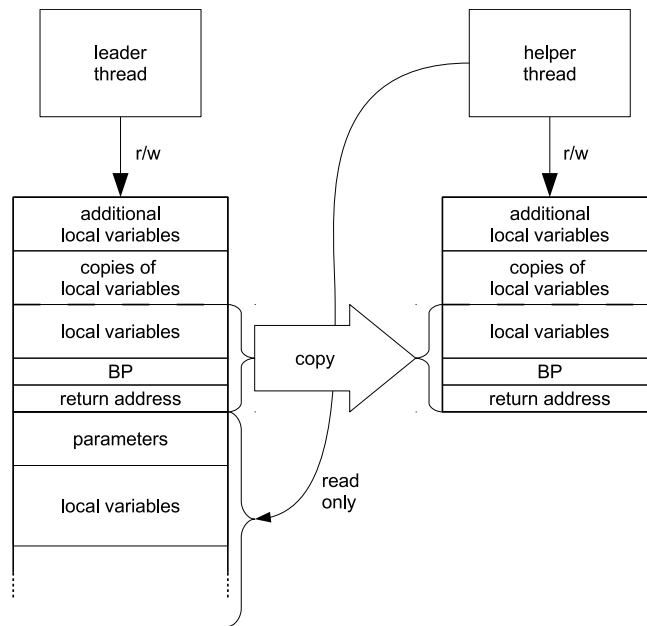 leader
thread
helper
thread
r/w
r/w
additional
local variables
additional
local variables
copies of
local variables
copies of
local variables
local variables
copy
local variables
BP
BP
return address
return address
parameters
read
only
local variables